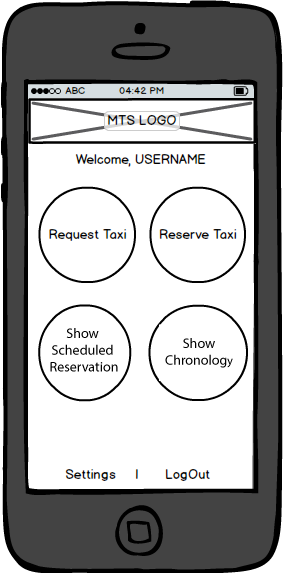 ABC 04:42 PM
MTS LOGO
Welcome, USERNAME
Request Taxi
Reserve Taxi
Show
Scheduled
Reservation
Show
Chronology
Settings | LogOut